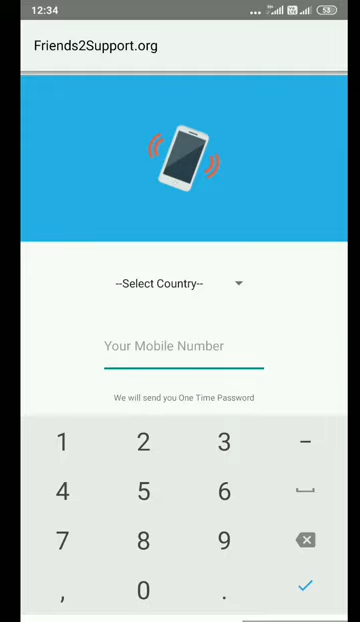 12:34
53
Friends2Support.org
--Select Country--
Your Mobile Number
We will send you One Time Password
1 2 3 –
4 5 6
7 8 9
, 0 .